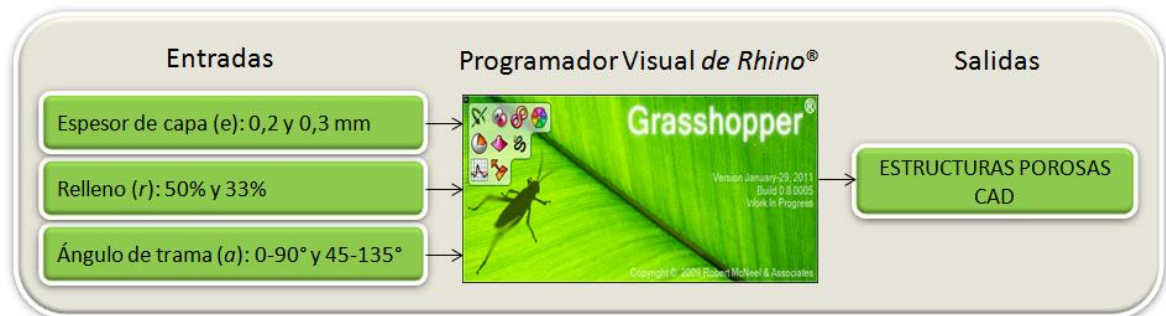 Entradas
Programador Visual de Rhino®
Salidas
Espesor de capa (e): 0,2 y 0,3 mm
Relleno (r): 50% y 33%
Ángulo de trama (a): 0-90° y 45-135°
Grasshopper®
Version January-29, 2011
Build 0.8.0005
Work In Progress
Copyright © 2009 Robert McNeel & Associates
ESTRUCTURAS POROSAS
CAD